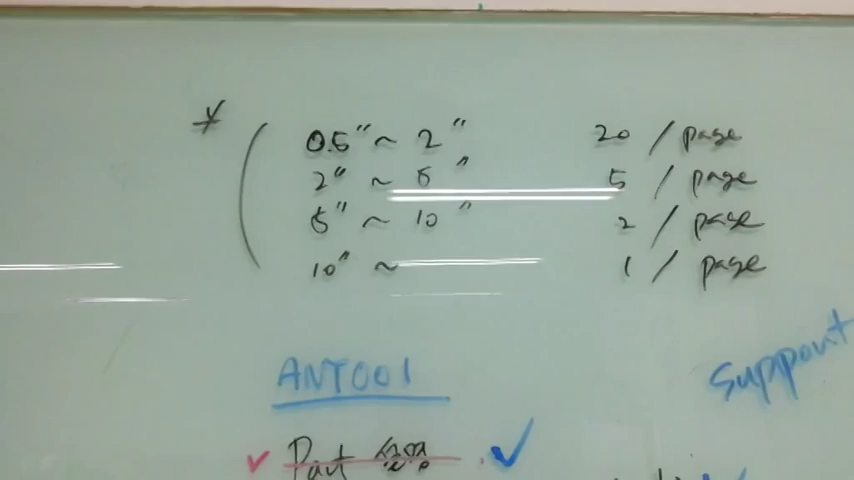 * ( 0.5" ~ 2" 20 / page
2" ~ 5" 5 / page
5" ~ 10" 2 / page
10" ~ 1 / page
ANT001
Support
Part